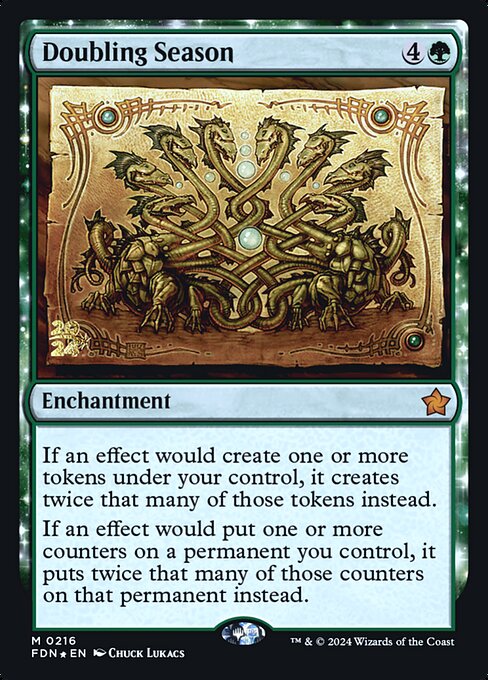 Doubling Season 4
Enchantment
If an effect would create one or more
tokens under your control, it creates
twice that many of those tokens instead.
If an effect would put one or more
counters on a permanent you control, it
puts twice that many of those counters
on that permanent instead.
M 0216
FDN ★ EN CHUCK LUKACS
™ & © 2024 Wizards of the Coast